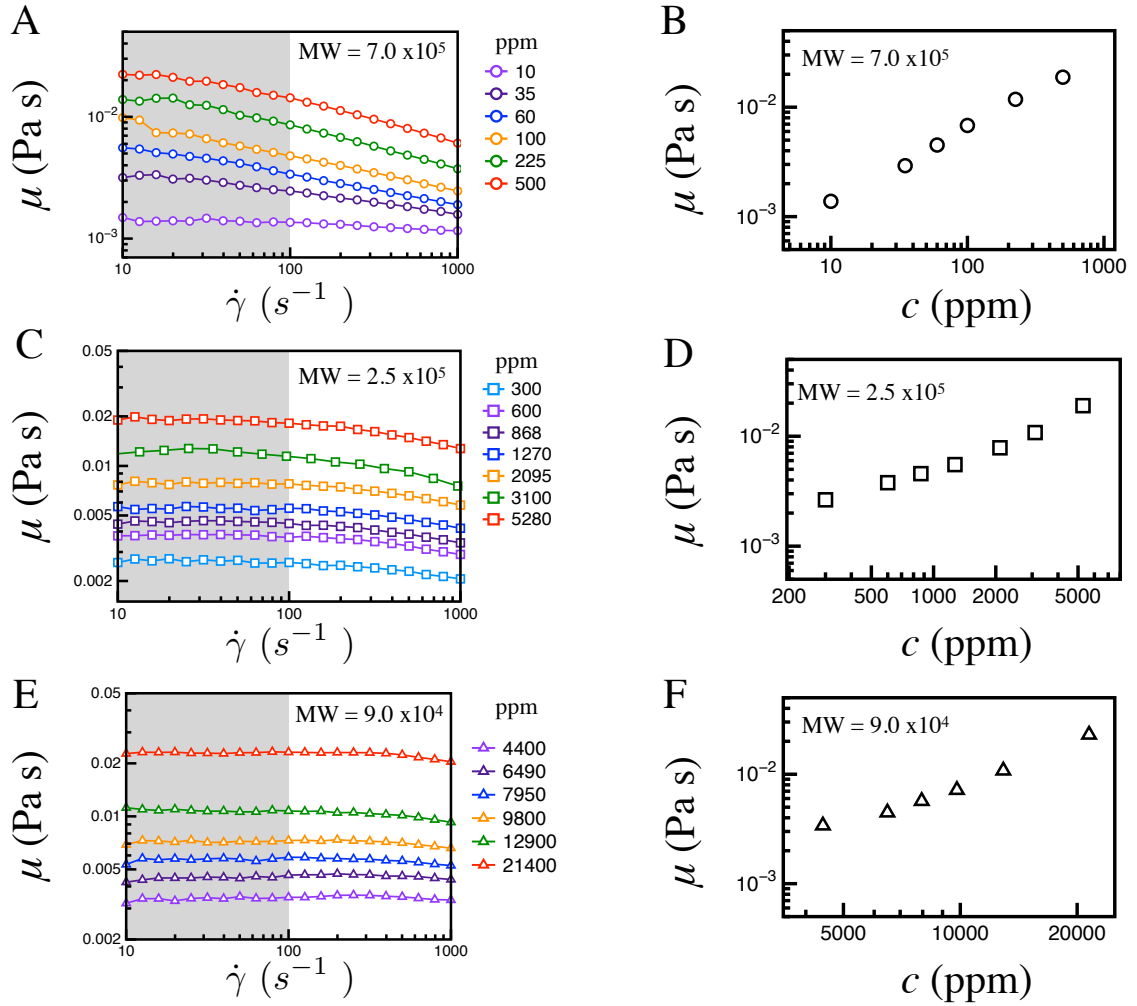 A
MW = 7.0 x10⁵
10⁻²
10⁻³
μ (Pa s)
10 100 1000
γ̇ (s⁻¹)
ppm
10
35
60
100
225
500
B
MW = 7.0 x10⁵
10⁻²
10⁻³
μ (Pa s)
10 100 1000
c (ppm)
C
MW = 2.5 x10⁵
0.05
0.02
0.01
0.005
0.002
μ (Pa s)
10 100 1000
γ̇ (s⁻¹)
ppm
300
600
868
1270
2095
3100
5280
D
MW = 2.5 x10⁵
10⁻²
10⁻³
μ (Pa s)
200 500 1000 2000 5000
c (ppm)
E
MW = 9.0 x10⁴
0.05
0.02
0.01
0.005
0.002
μ (Pa s)
10 100 1000
γ̇ (s⁻¹)
ppm
4400
6490
7950
9800
12900
21400
F
MW = 9.0 x10⁴
10⁻²
10⁻³
μ (Pa s)
5000 10000 20000
c (ppm)